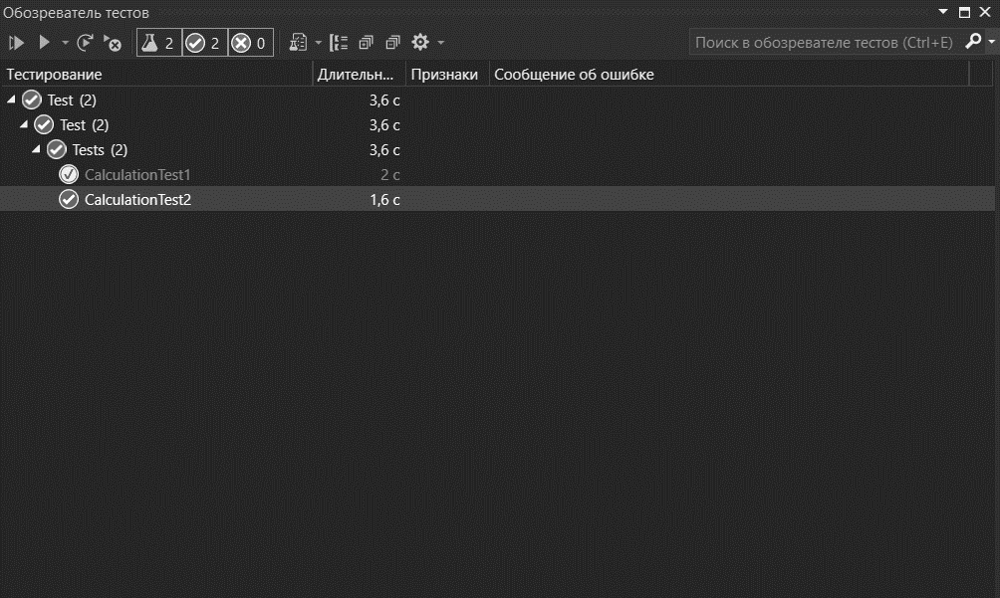 Обозреватель тестов
2 2 0 Поиск в обозревателе тестов (Ctrl+E)
Тестирование Длительн... Признаки Сообщение об ошибке
Test (2) 3,6 с
Test (2) 3,6 с
Tests (2) 3,6 с
CalculationTest1 2 с
CalculationTest2 1,6 с